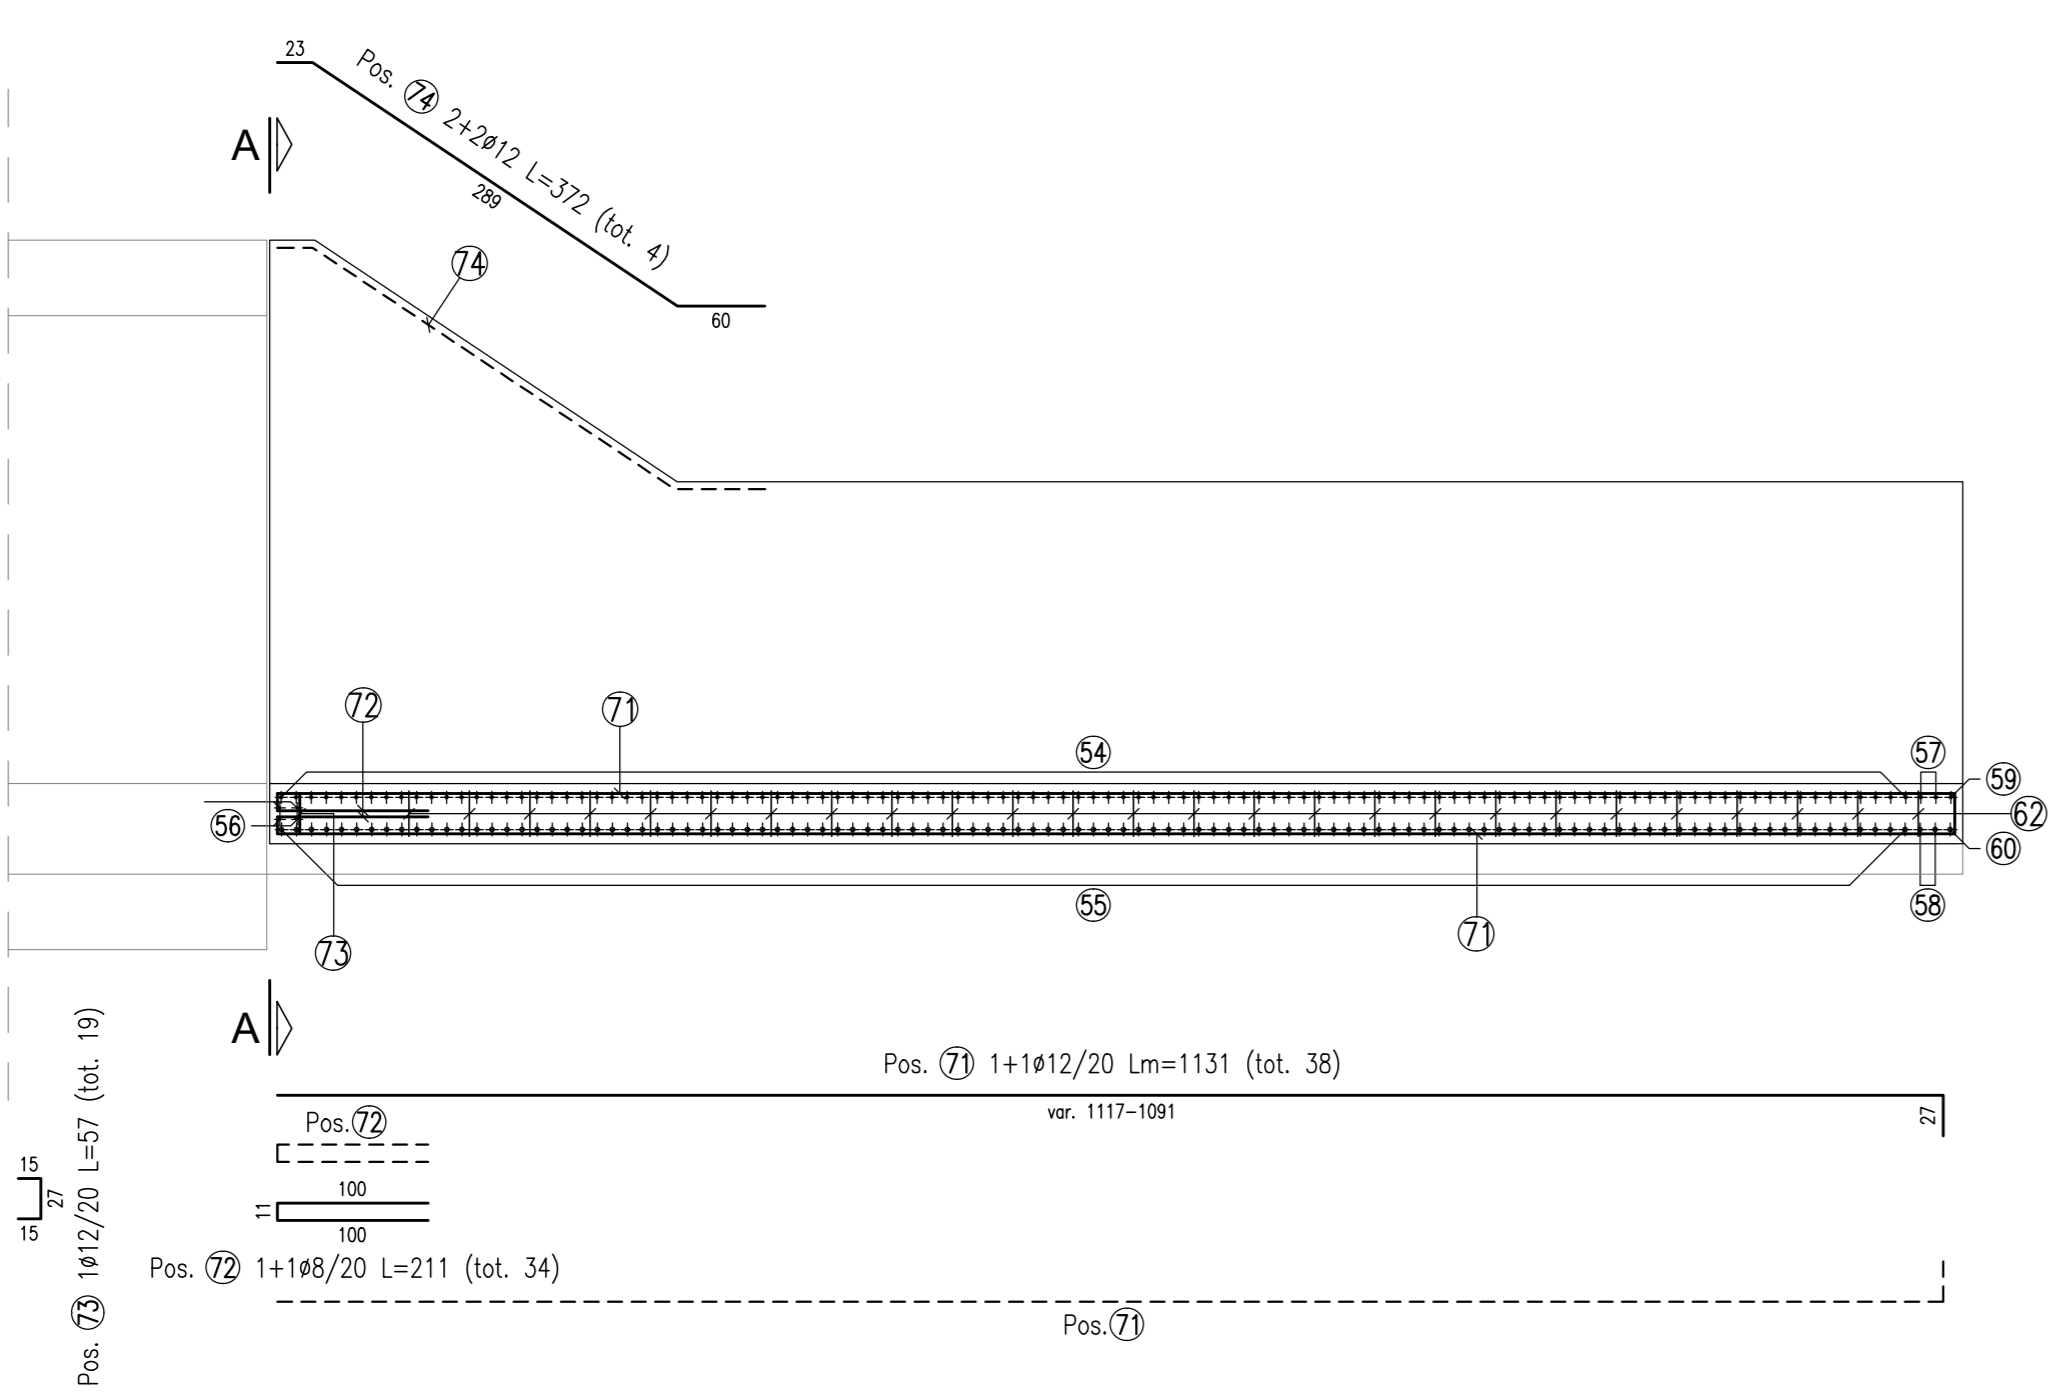 23
Pos. 74 2+2ø12 L=372 (tot. 4)
289
60
A
74
72
71
54
57
59
56
62
60
55
58
73
71
A
Pos. 71 1+1ø12/20 Lm=1131 (tot. 38)
var. 1117-1091
27
Pos. 72
100
11
100
Pos. 72 1+1ø8/20 L=211 (tot. 34)
15
27
15
Pos. 73 1ø12/20 L=57 (tot. 19)
Pos. 71